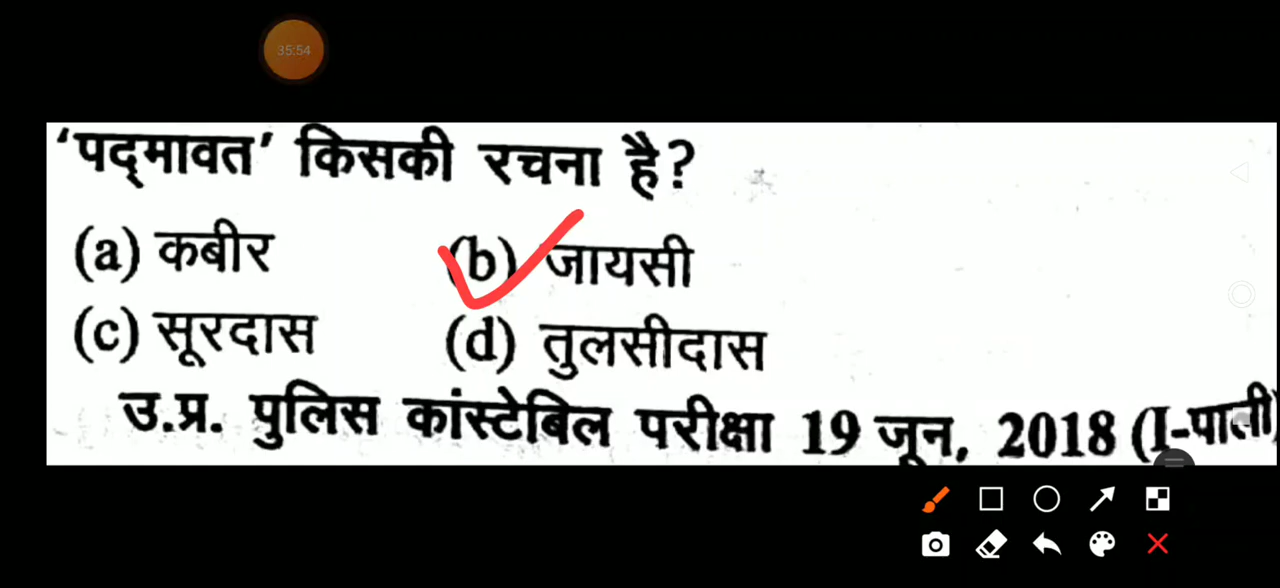 35:54
‘पद्मावत’ किसकी रचना है?
(a) कबीर (b) जायसी
(c) सूरदास (d) तुलसीदास
उ.प्र. पुलिस कांस्टेबिल परीक्षा 19 जून, 2018 (I-पाली)